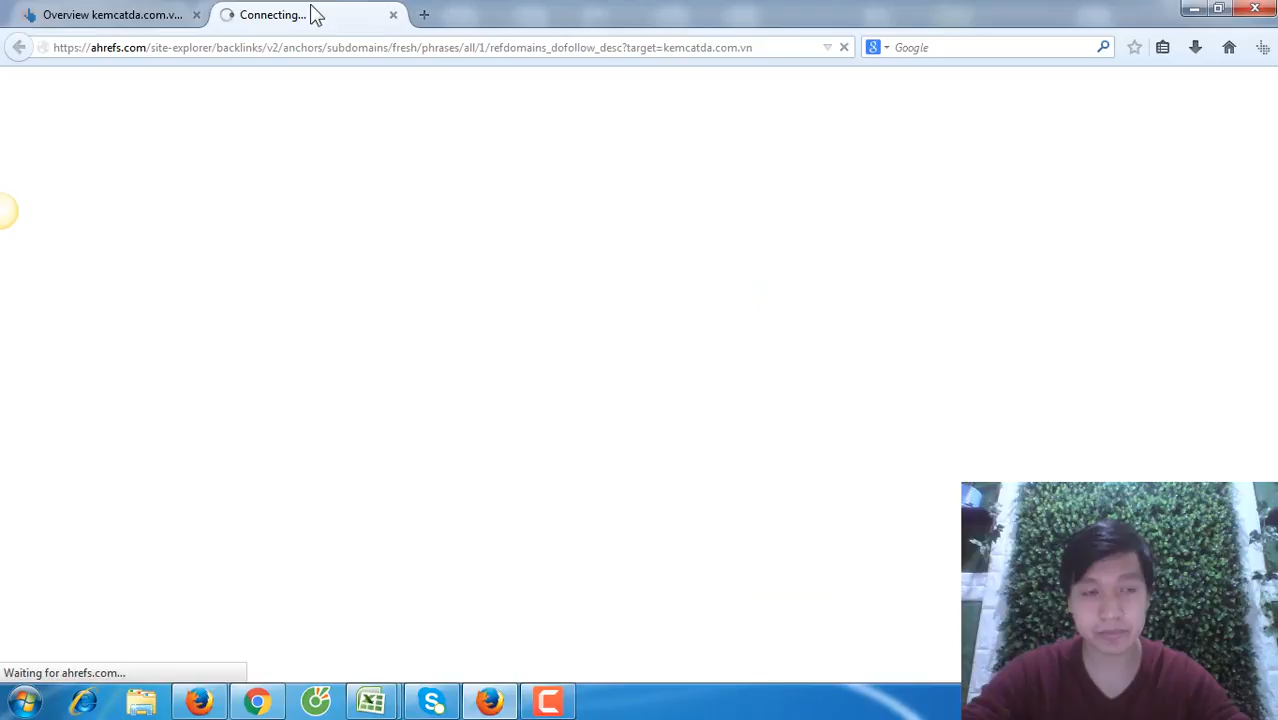 Overview kemcatda.com.v...
Connecting...
https://ahrefs.com/site-explorer/backlinks/v2/anchors/subdomains/fresh/phrases/all/1/refdomains_dofollow_desc?target=kemcatda.com.vn
Google
Waiting for ahrefs.com...